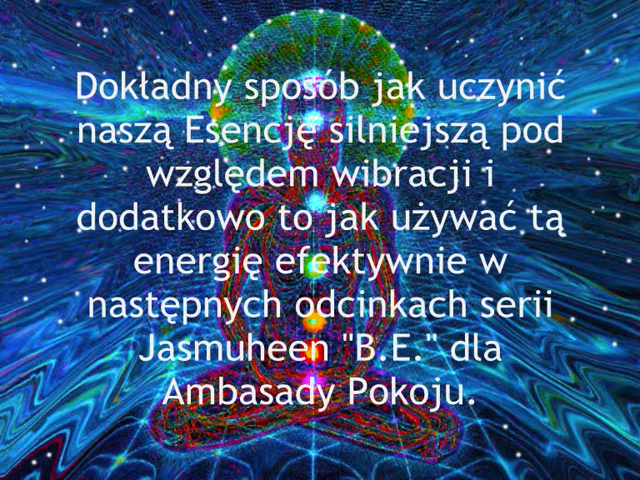 Dokładny sposób jak uczynić
naszą Esencję silniejszą pod
względem wibracji i
dodatkowo to jak używać tą
energię efektywnie w
następnych odcinkach serii
Jasmuheen "B.E." dla
Ambasady Pokoju.